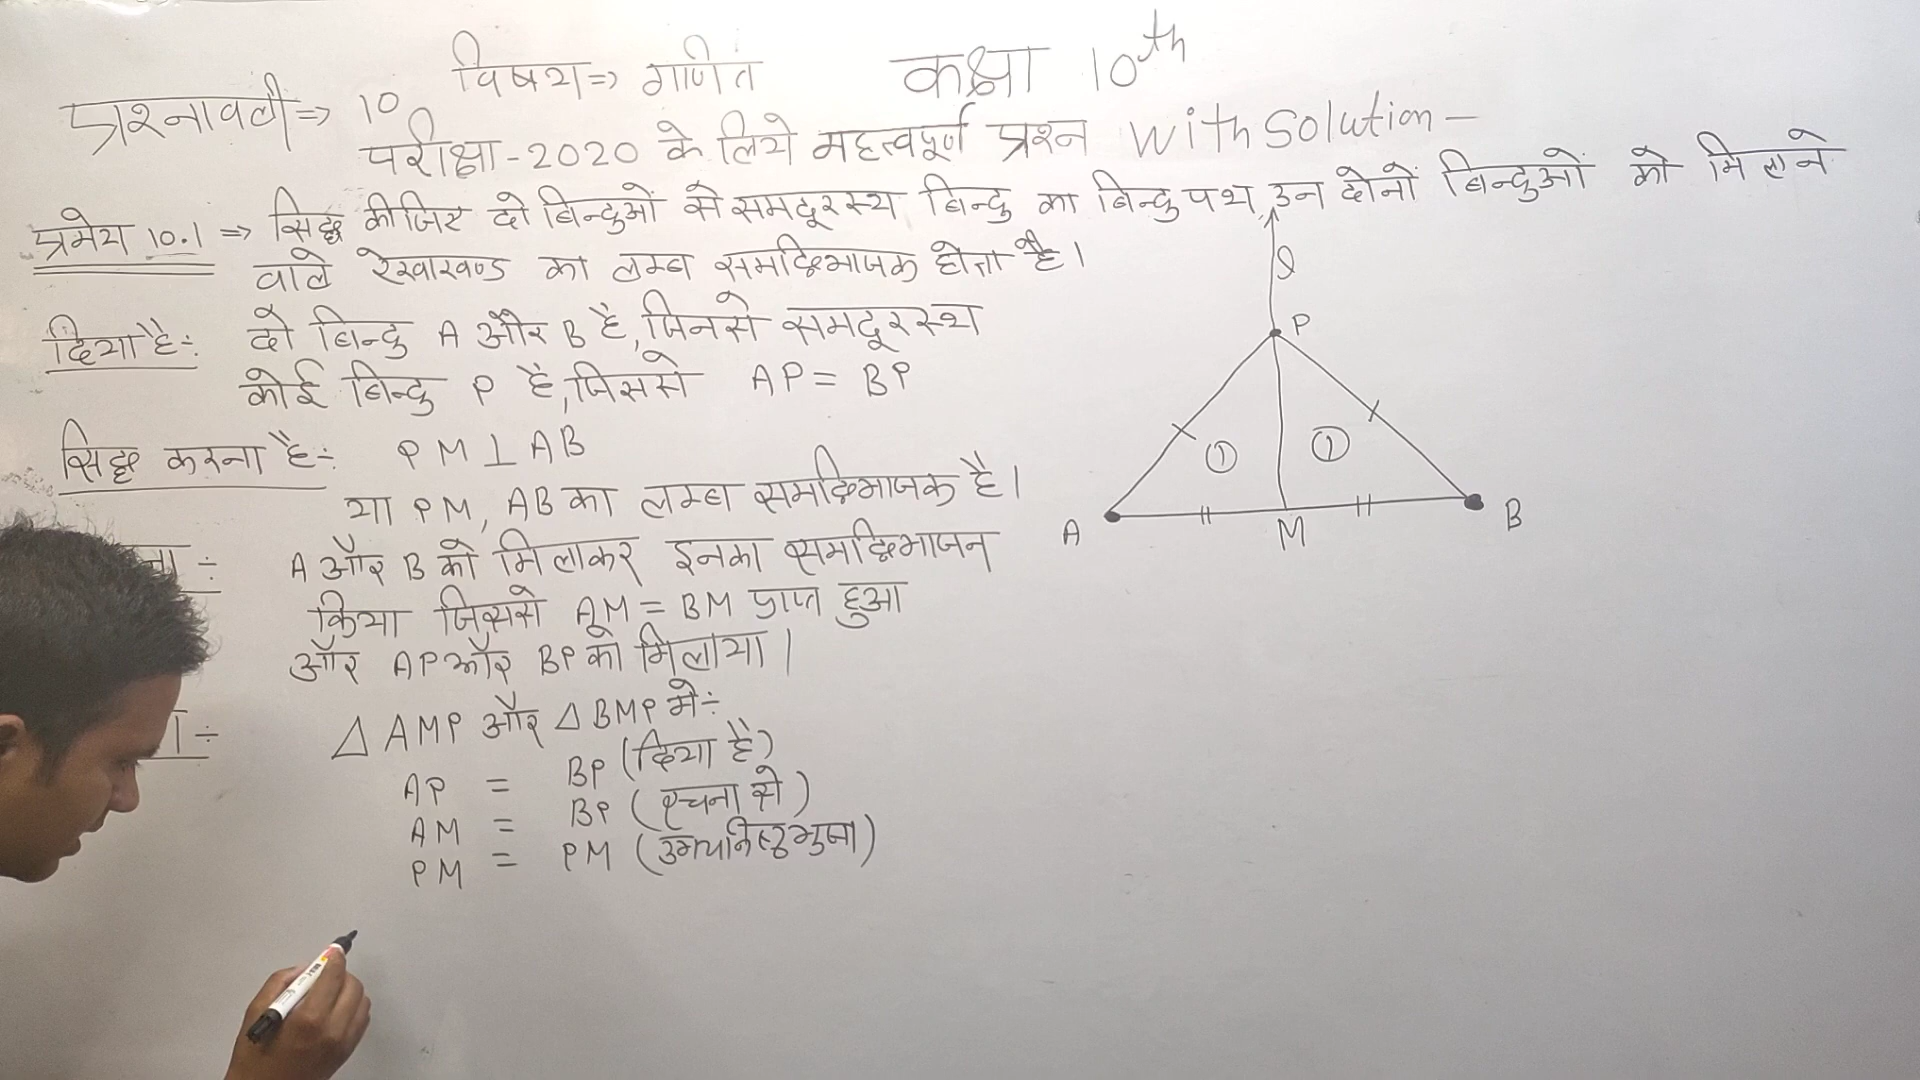 विषय⇒ गणित कक्षा 10th
प्रश्नावली⇒ 10
परीक्षा-2020 के लिये महत्वपूर्ण प्रश्न With Solution –
प्रमेय 10.1 ⇒ सिद्ध कीजिए दो बिन्दुओं से समदूरस्थ बिन्दु का बिन्दुपथ, उन दोनों बिन्दुओं को मिलाने
वाले रेखाखण्ड का लम्ब समद्विभाजक होता है।
दिया है:- दो बिन्दु A और B है, जिनसे समदूरस्थ
कोई बिन्दु P है, जिससे AP = BP
सिद्ध करना है:- PM ⊥ AB
या PM, AB का लम्ब समद्विभाजक है।
ना :- A और B को मिलाकर इनका समद्विभाजन
किया जिससे AM = BM प्राप्त हुआ
और AP और BP को मिलाया।
:- △ AMP और △ BMP में:-
AP = BP (दिया है)
AM = BP (रचना से)
PM = PM (उभयनिष्ठ भुजा)
P
① ①
A M B